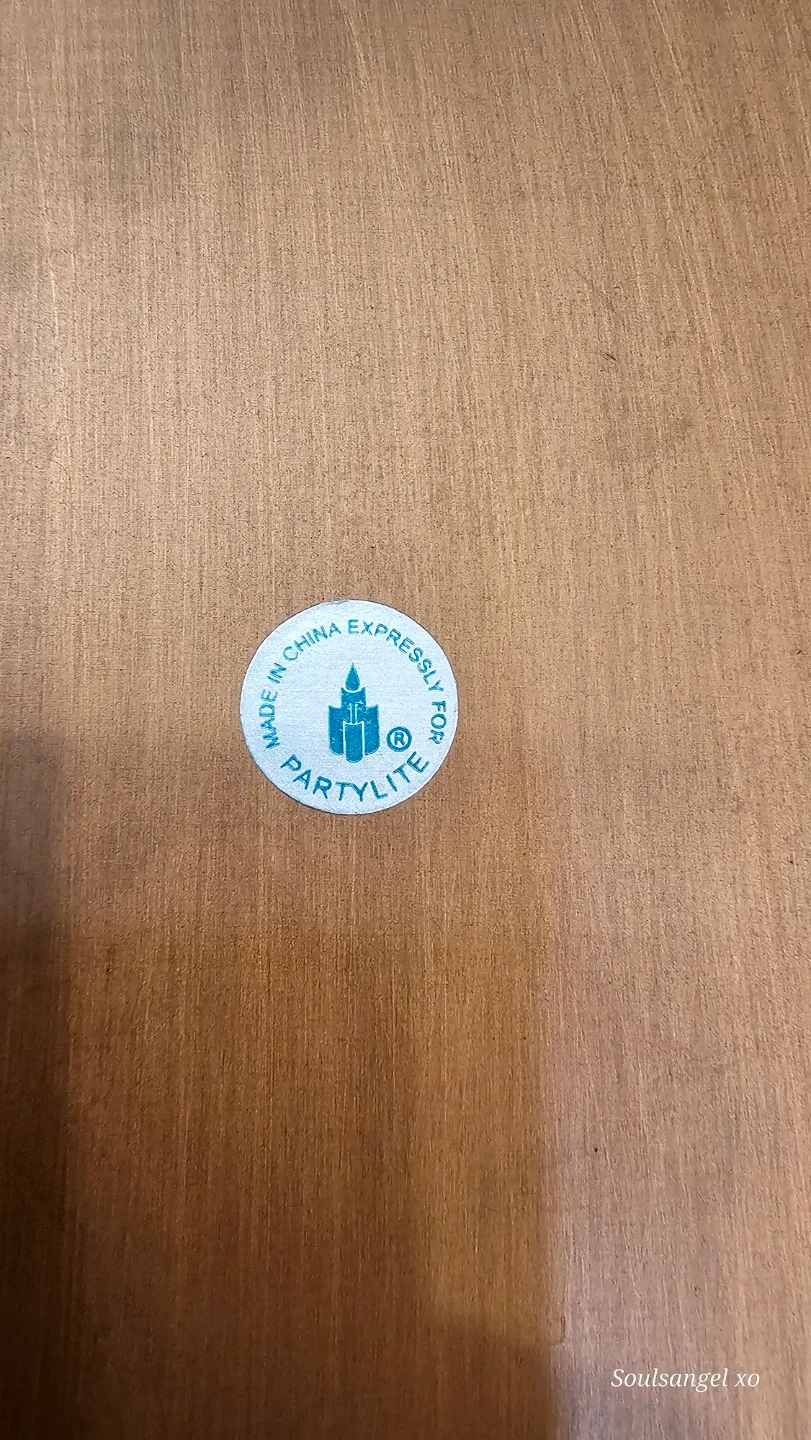 MADE IN CHINA EXPRESSLY FOR
PARTYLITE
®
Soulsangel xo